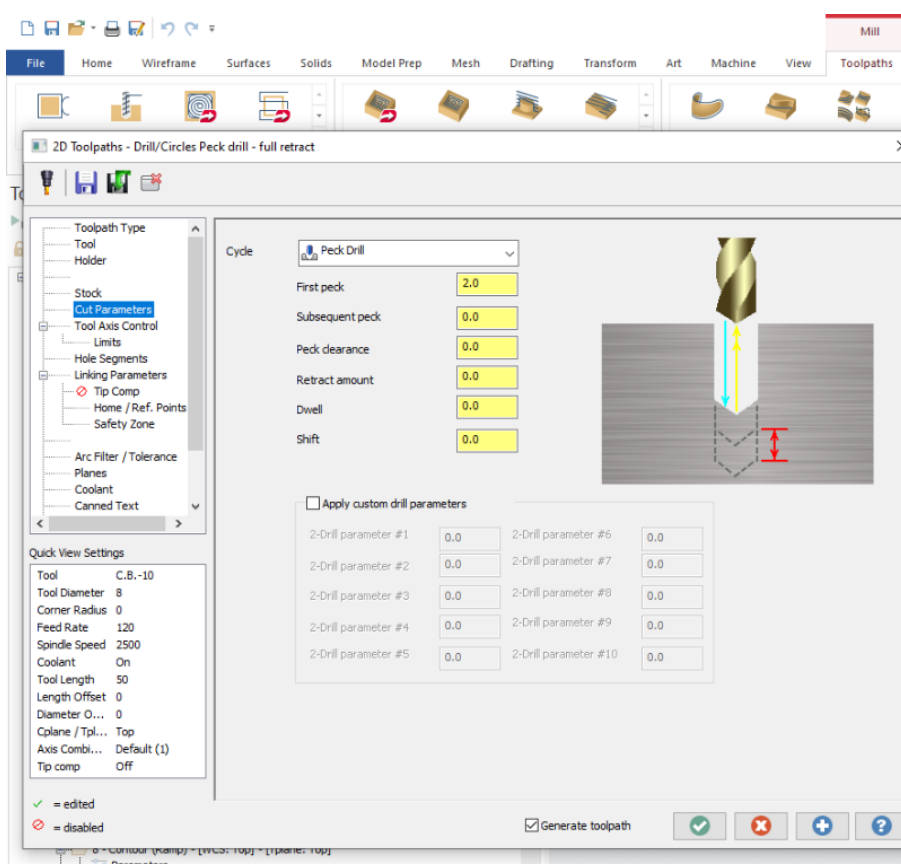 Mill
File Home Wireframe Surfaces Solids Model Prep Mesh Drafting Transform Art Machine View Toolpaths
2D Toolpaths - Drill/Circles Peck drill - full retract
Toolpath Type
Tool
Holder
Stock
Cut Parameters
Tool Axis Control
Limits
Hole Segments
Linking Parameters
Tip Comp
Home / Ref. Points
Safety Zone
Arc Filter / Tolerance
Planes
Coolant
Canned Text
Cycle Peck Drill
First peck 2.0
Subsequent peck 0.0
Peck clearance 0.0
Retract amount 0.0
Dwell 0.0
Shift 0.0
Apply custom drill parameters
2-Drill parameter #1 0.0 2-Drill parameter #6 0.0
2-Drill parameter #2 0.0 2-Drill parameter #7 0.0
2-Drill parameter #3 0.0 2-Drill parameter #8 0.0
2-Drill parameter #4 0.0 2-Drill parameter #9 0.0
2-Drill parameter #5 0.0 2-Drill parameter #10 0.0
Quick View Settings
Tool C.B.-10
Tool Diameter 8
Corner Radius 0
Feed Rate 120
Spindle Speed 2500
Coolant On
Tool Length 50
Length Offset 0
Diameter O... 0
Cplane / Tpl... Top
Axis Combi... Default (1)
Tip comp Off
= edited
= disabled
Generate toolpath
8 - Contour (Ramp) - [WCS: Top] - [Tplane: Top]